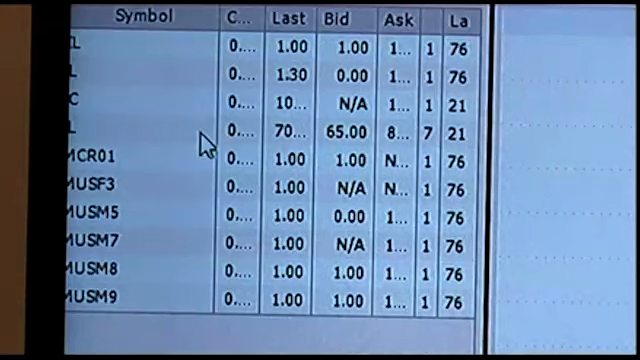 Symbol C... Last Bid Ask La
L 0.... 1.00 1.00 1... 1 76
L 0.... 1.30 0.00 1... 1 76
C 0.... 10... N/A 1... 1 21
L 0.... 70... 65.00 8... 7 21
MCR01 0.... 1.00 1.00 N... 1 76
MUSF3 0.... 1.00 N/A N... 1 76
MUSM5 0.... 1.00 0.00 1... 1 76
MUSM7 0.... 1.00 N/A 1... 1 76
MUSM8 0.... 1.00 1.00 1... 1 76
MUSM9 0.... 1.00 1.00 1... 1 76